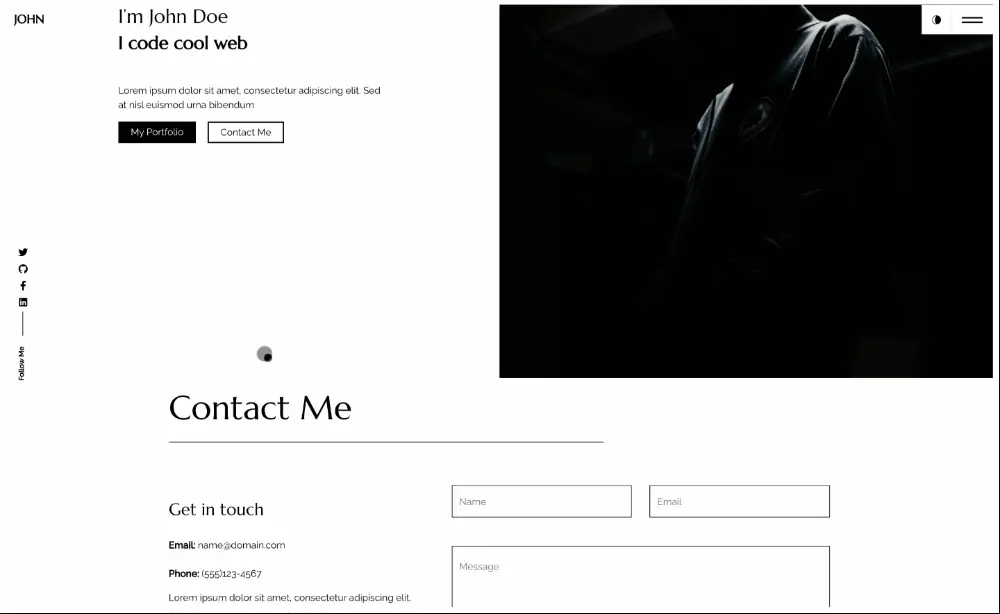 JOHN
I'm John Doe
I code cool web
Lorem ipsum dolor sit amet, consectetur adipiscing elit. Sed
at nisl euismod urna bibendum
My Portfolio
Contact Me
Follow Me
Contact Me
Get in touch
Email: name@domain.com
Phone: (555)123-4567
Lorem ipsum dolor sit amet, consectetur adipiscing elit.
Name
Email
Message